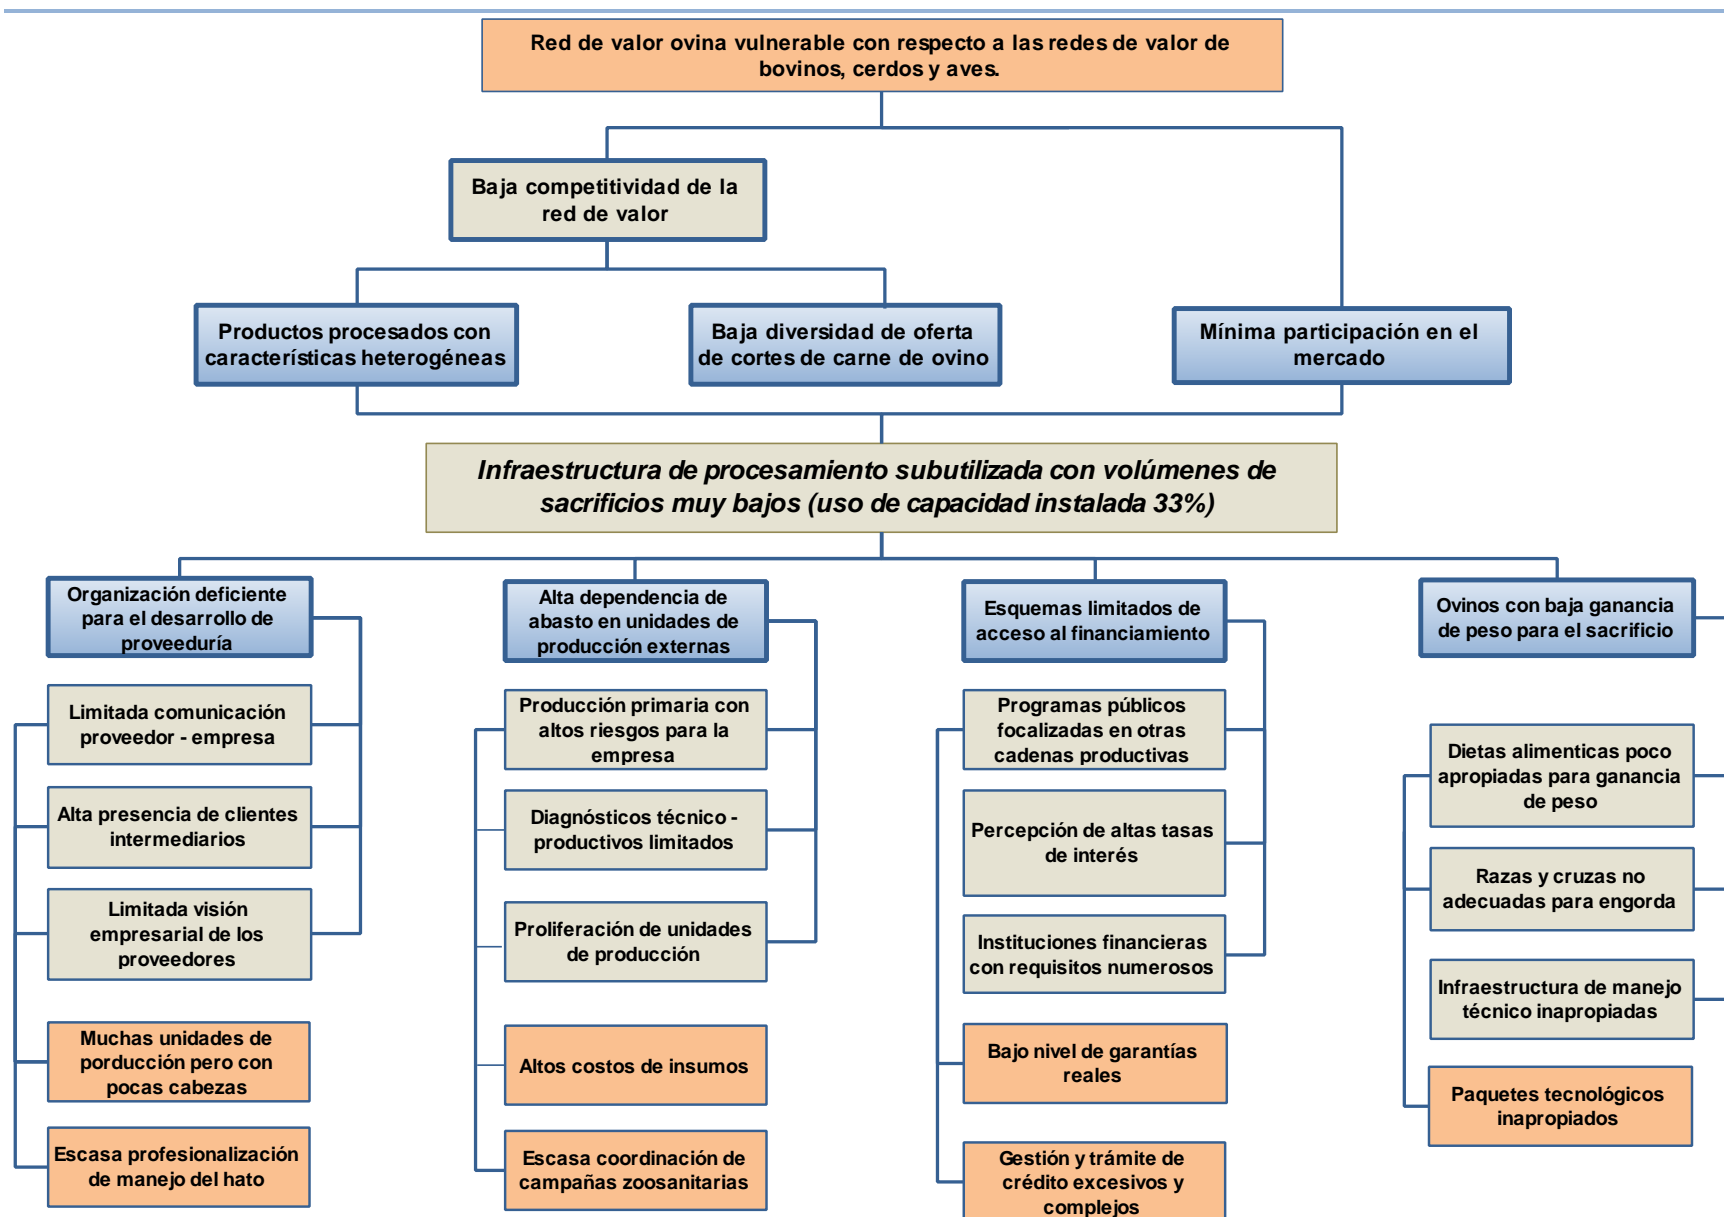 Red de valor ovina vulnerable con respecto a las redes de valor de
bovinos, cerdos y aves.
Baja competitividad de la
red de valor
Productos procesados con
características heterogéneas
Baja diversidad de oferta
de cortes de carne de ovino
Mínima participación en el
mercado
Infraestructura de procesamiento subutilizada con volúmenes de
sacrificios muy bajos (uso de capacidad instalada 33%)
Organización deficiente
para el desarrollo de
proveeduría
Limitada comunicación
proveedor - empresa
Alta presencia de clientes
intermediarios
Limitada visión
empresarial de los
proveedores
Muchas unidades de
porducción pero con
pocas cabezas
Escasa profesionalización
de manejo del hato
Alta dependencia de
abasto en unidades de
producción externas
Producción primaria con
altos riesgos para la
empresa
Diagnósticos técnico -
productivos limitados
Proliferación de unidades
de producción
Altos costos de insumos
Escasa coordinación de
campañas zoosanitarias
Esquemas limitados de
acceso al financiamiento
Programas públicos
focalizadas en otras
cadenas productivas
Percepción de altas tasas
de interés
Instituciones financieras
con requisitos numerosos
Bajo nivel de garantías
reales
Gestión y trámite de
crédito excesivos y
complejos
Ovinos con baja ganancia
de peso para el sacrificio
Dietas alimenticas poco
apropiadas para ganancia
de peso
Razas y cruzas no
adecuadas para engorda
Infraestructura de manejo
técnico inapropiadas
Paquetes tecnológicos
inapropiados